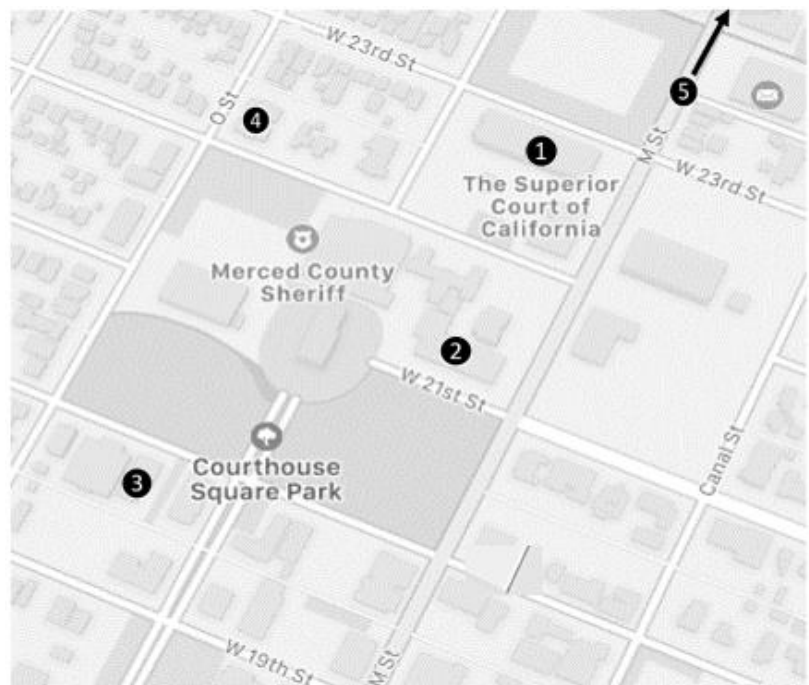 W 23rd St
5
O St
4
1
M St
The Superior
Court of
California
W 23rd St
Merced County
Sheriff
2
W 21st St
Courthouse
Square Park
3
Canal St
W 19th St
M St